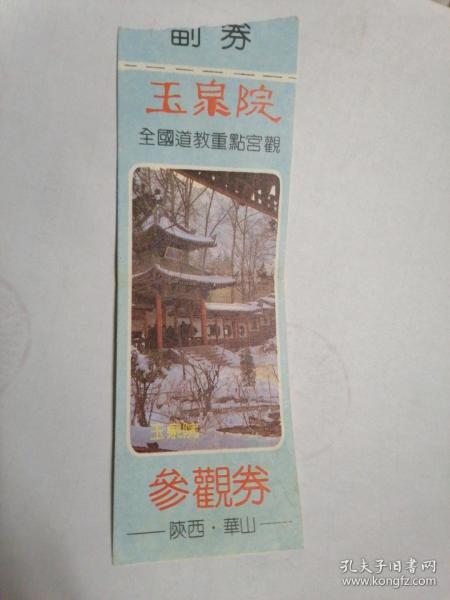 副券
玉泉院
全國道教重點宮觀
玉泉院
參觀券
陝西·華山
孔夫子旧书网
www.kongfz.com